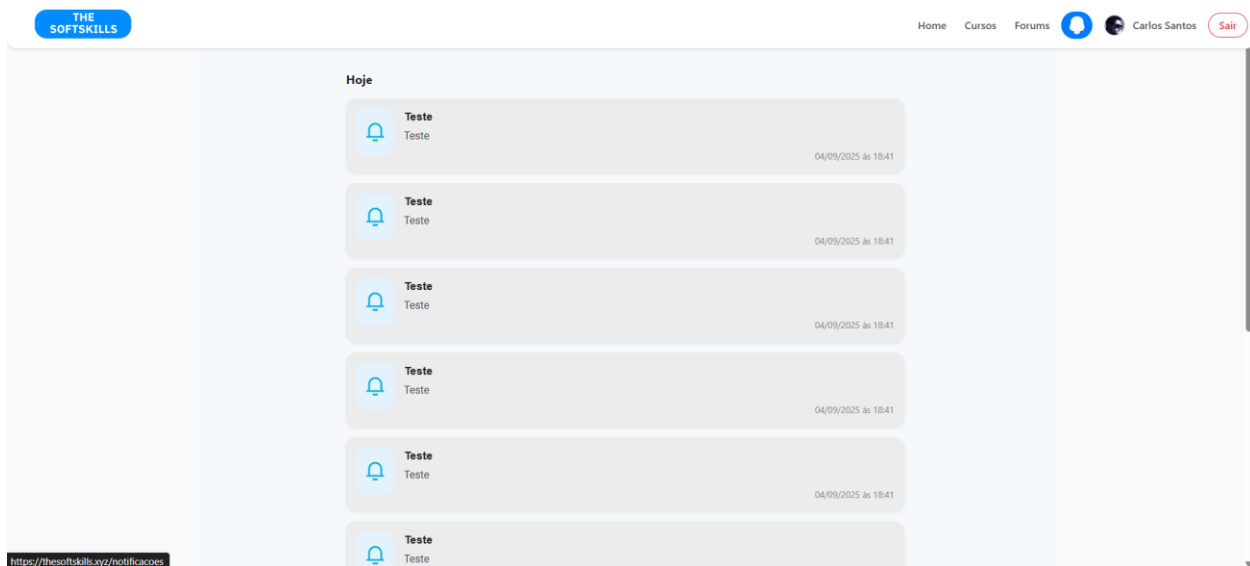 THE
SOFTSKILLS
Home Cursos Forums Carlos Santos Sair
Hoje
Teste
Teste
04/09/2025 às 18:41
Teste
Teste
04/09/2025 às 18:41
Teste
Teste
04/09/2025 às 18:41
Teste
Teste
04/09/2025 às 18:41
Teste
Teste
04/09/2025 às 18:41
Teste
Teste
https://thesoftskills.xyz/notificacoes